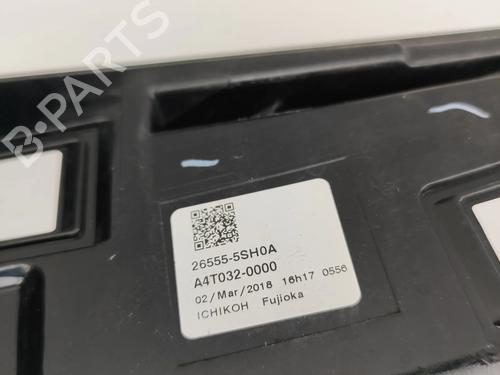 B-PARTS
26555-5SH0A
A4T032-0000
02/Mar/2018 16h17 0556
ICHIKOH Fujioka